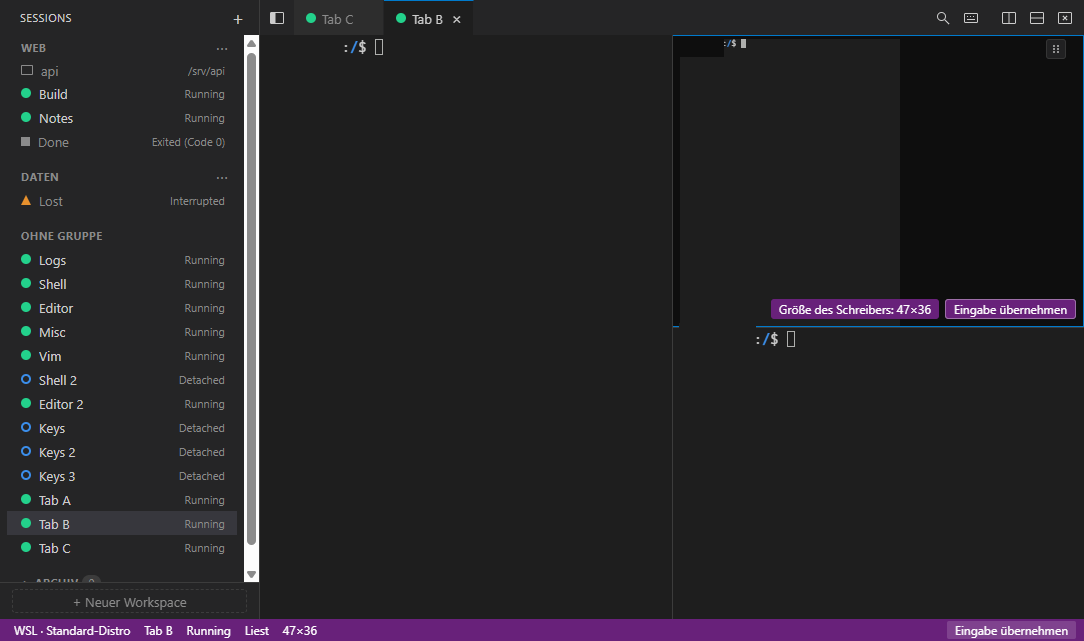 SESSIONS +
WEB ...
api /srv/api
Build Running
Notes Running
Done Exited (Code 0)
DATEN ...
Lost Interrupted
OHNE GRUPPE
Logs Running
Shell Running
Editor Running
Misc Running
Vim Running
Shell 2 Detached
Editor 2 Running
Keys Detached
Keys 2 Detached
Keys 3 Detached
Tab A Running
Tab B Running
Tab C Running
ARCHIV
+ Neuer Workspace
Tab C
Tab B ×
:/$
:/$
Größe des Schreibers: 47×36
Eingabe übernehmen
:/$
WSL · Standard-Distro Tab B Running Liest 47×36 Eingabe übernehmen